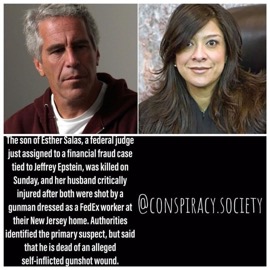 The son of Esther Salas, a federal judge
just assigned to a financial fraud case
tied to Jeffrey Epstein, was killed on
Sunday, and her husband critically
injured after both were shot by a
gunman dressed as a FedEx worker at
their New Jersey home. Authorities
identified the primary suspect, but said
that he is dead of an alleged
self-inflicted gunshot wound.
@CONSPIRACY.SOCIETY